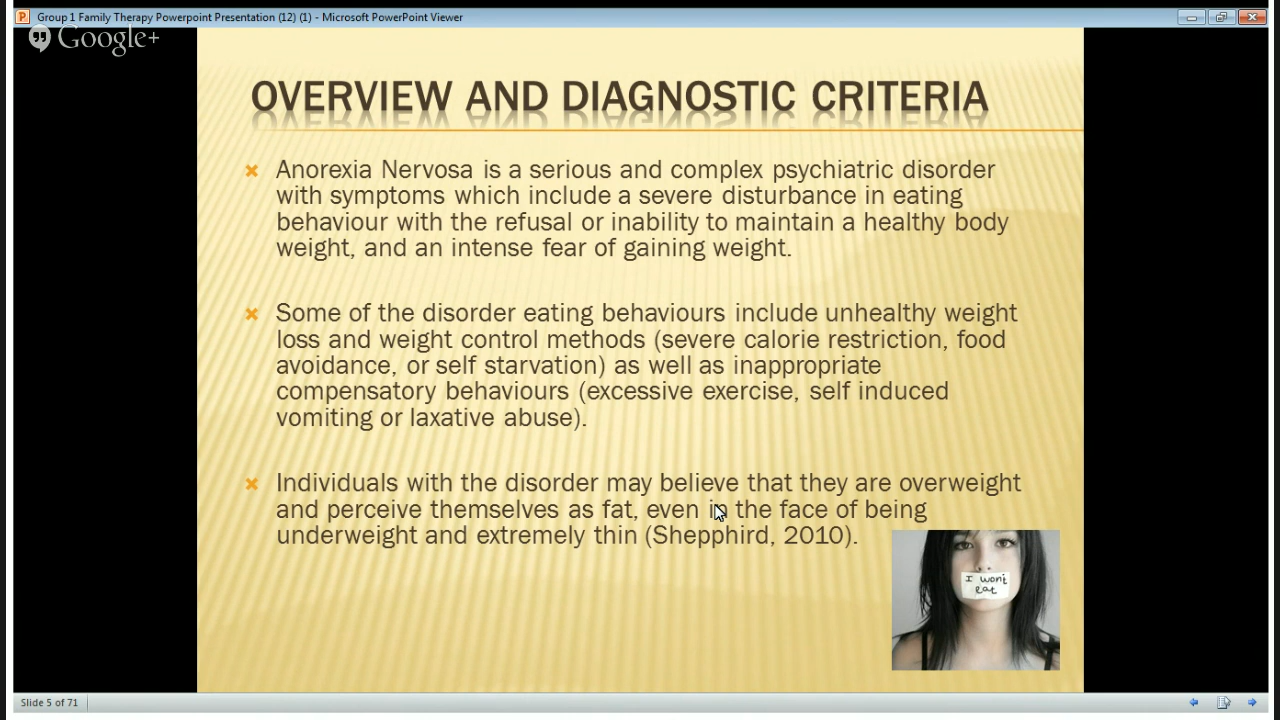 Group 1 Family Therapy Powerpoint Presentation (12) (1) - Microsoft PowerPoint Viewer
Google+
OVERVIEW AND DIAGNOSTIC CRITERIA
Anorexia Nervosa is a serious and complex psychiatric disorder
with symptoms which include a severe disturbance in eating
behaviour with the refusal or inability to maintain a healthy body
weight, and an intense fear of gaining weight.
Some of the disorder eating behaviours include unhealthy weight
loss and weight control methods (severe calorie restriction, food
avoidance, or self starvation) as well as inappropriate
compensatory behaviours (excessive exercise, self induced
vomiting or laxative abuse).
Individuals with the disorder may believe that they are overweight
and perceive themselves as fat, even in the face of being
underweight and extremely thin (Shepphird, 2010).
I won't
eat
Slide 5 of 71